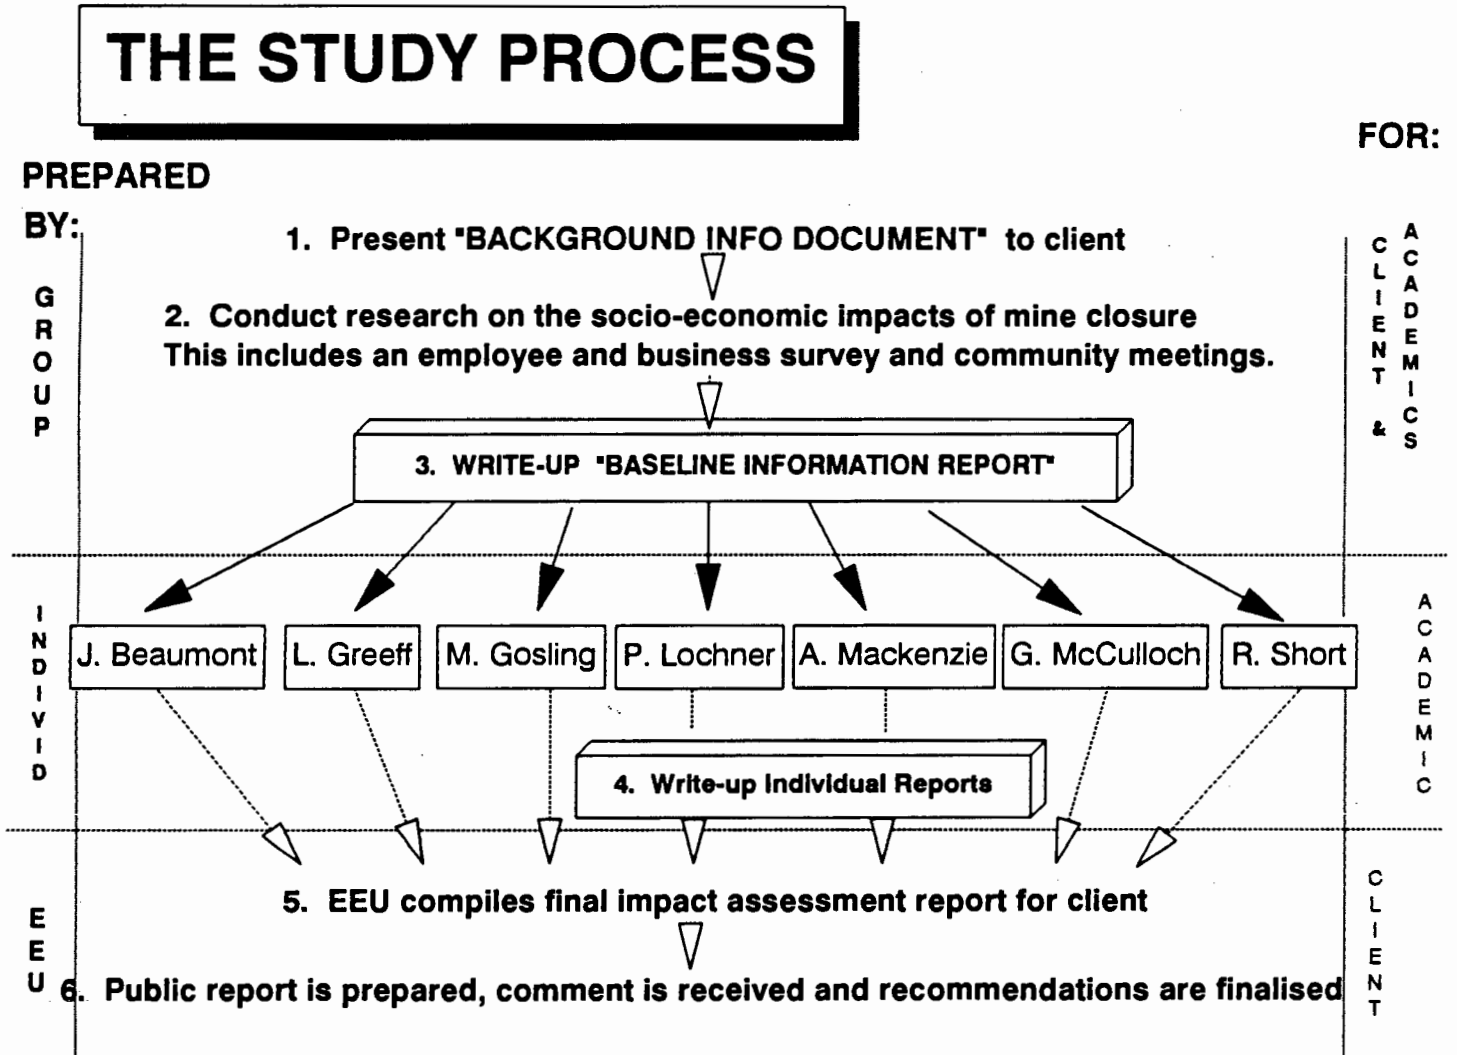 THE STUDY PROCESS
FOR:
PREPARED
BY:
GROUP
CLIENT &
ACADEMICS
1. Present "BACKGROUND INFO DOCUMENT" to client
2. Conduct research on the socio-economic impacts of mine closure
This includes an employee and business survey and community meetings.
3. WRITE-UP "BASELINE INFORMATION REPORT"
INDIVID
ACADEMIC
J. Beaumont
L. Greeff
M. Gosling
P. Lochner
A. Mackenzie
G. McCulloch
R. Short
4. Write-up Individual Reports
EEU
CLIENT
5. EEU compiles final impact assessment report for client
6. Public report is prepared, comment is received and recommendations are finalised